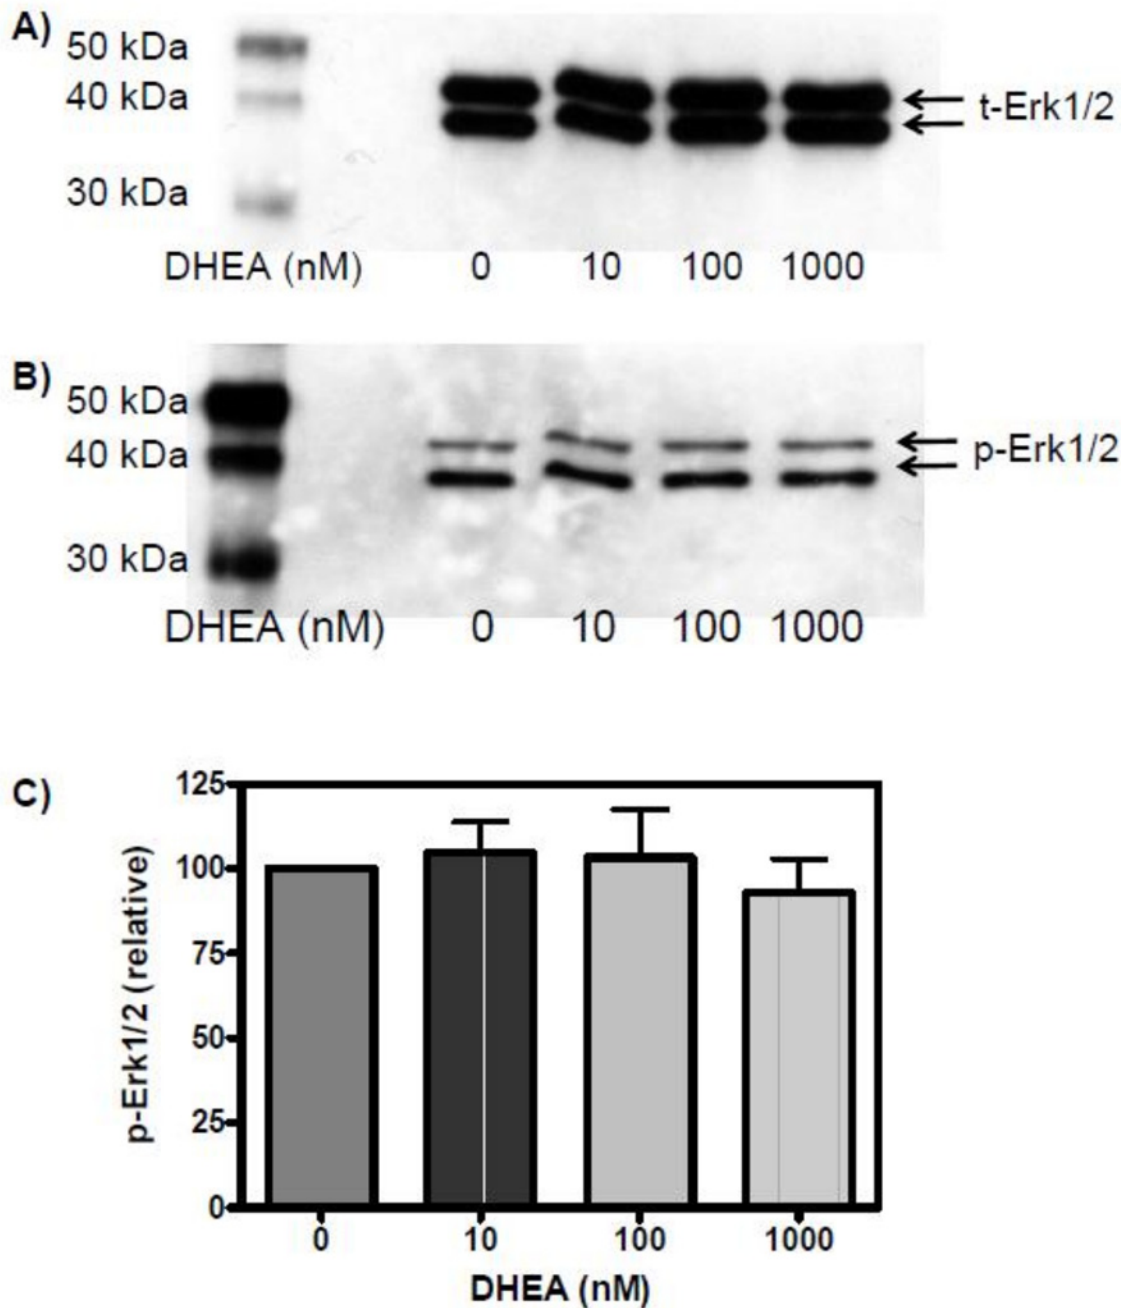 A)
50 kDa
40 kDa
30 kDa
t-Erk1/2
DHEA (nM) 0 10 100 1000
B)
50 kDa
40 kDa
30 kDa
p-Erk1/2
DHEA (nM) 0 10 100 1000
C)
p-Erk1/2 (relative)
125
100
75
50
25
0
0 10 100 1000
DHEA (nM)